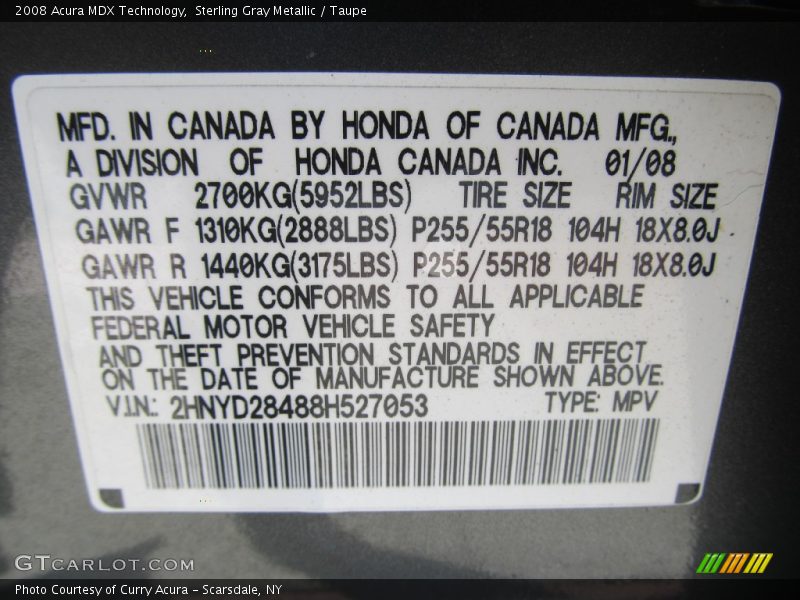 2008 Acura MDX Technology,  Sterling Gray Metallic / Taupe
MFD. IN CANADA BY HONDA OF CANADA MFG.,
A DIVISION OF HONDA CANADA INC. 01/08
GVWR 2700KG(5952LBS) TIRE SIZE RIM SIZE
GAWR F 1310KG(2888LBS) P255/55R18 104H 18X8.0J
GAWR R 1440KG(3175LBS) P255/55R18 104H 18X8.0J
THIS VEHICLE CONFORMS TO ALL APPLICABLE
FEDERAL MOTOR VEHICLE SAFETY
AND THEFT PREVENTION STANDARDS IN EFFECT
ON THE DATE OF MANUFACTURE SHOWN ABOVE.
V.I.N.: 2HNYD28488H527053 TYPE: MPV
GTCARLOT.COM
Photo Courtesy of Curry Acura – Scarsdale, NY